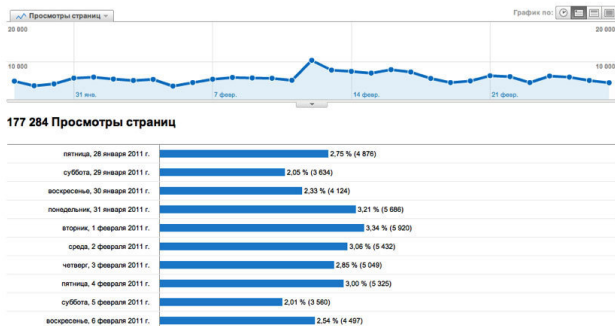 Просмотры страниц
График по:
20 000
20 000
10 000
10 000
31 янв.
7 февр.
14 февр.
21 февр.
177 284 Просмотры страниц
пятница, 28 января 2011 г.
2,75 % (4 876)
суббота, 29 января 2011 г.
2,05 % (3 634)
воскресенье, 30 января 2011 г.
2,33 % (4 124)
понедельник, 31 января 2011 г.
3,21 % (5 686)
вторник, 1 февраля 2011 г.
3,34 % (5 920)
среда, 2 февраля 2011 г.
3,06 % (5 432)
четверг, 3 февраля 2011 г.
2,85 % (5 049)
пятница, 4 февраля 2011 г.
3,00 % (5 325)
суббота, 5 февраля 2011 г.
2,01 % (3 560)
воскресенье, 6 февраля 2011 г.
2,54 % (4 497)